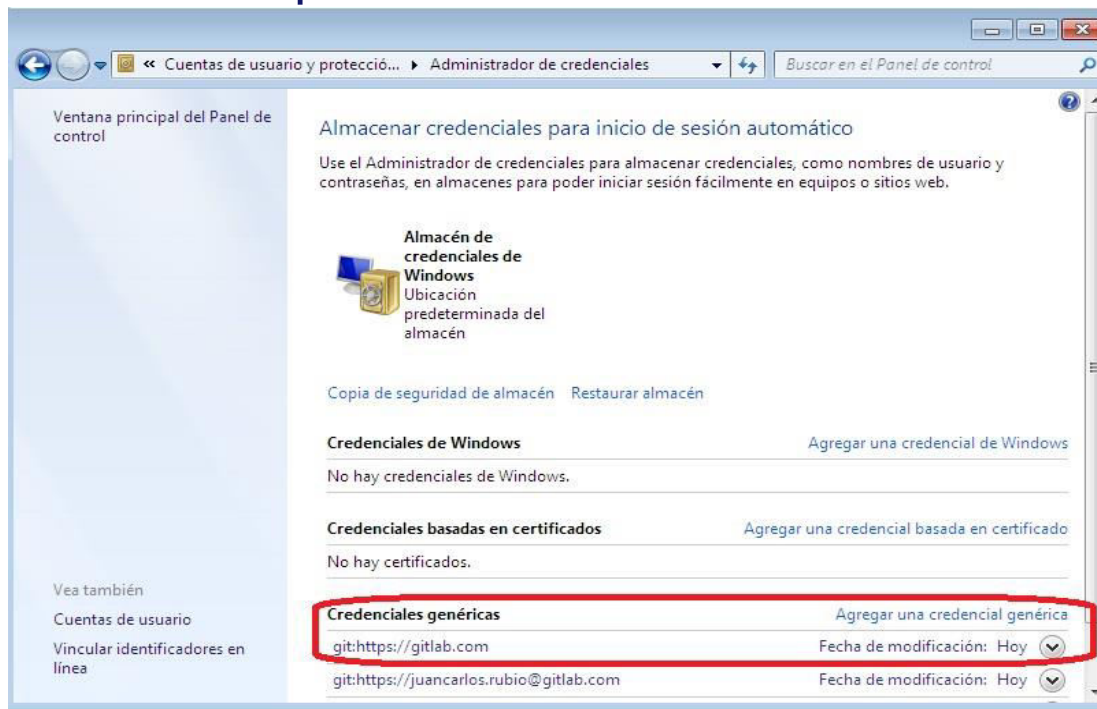 « Cuentas de usuario y protecció... ▸ Administrador de credenciales
Buscar en el Panel de control
Ventana principal del Panel de
control
Almacenar credenciales para inicio de sesión automático
Use el Administrador de credenciales para almacenar credenciales, como nombres de usuario y
contraseñas, en almacenes para poder iniciar sesión fácilmente en equipos o sitios web.
Almacén de
credenciales de
Windows
Ubicación
predeterminada del
almacén
Copia de seguridad de almacén Restaurar almacén
Credenciales de Windows Agregar una credencial de Windows
No hay credenciales de Windows.
Credenciales basadas en certificados Agregar una credencial basada en certificado
No hay certificados.
Credenciales genéricas Agregar una credencial genérica
git:https://gitlab.com Fecha de modificación: Hoy
git:https://juancarlos.rubio@gitlab.com Fecha de modificación: Hoy
Vea también
Cuentas de usuario
Vincular identificadores en
línea